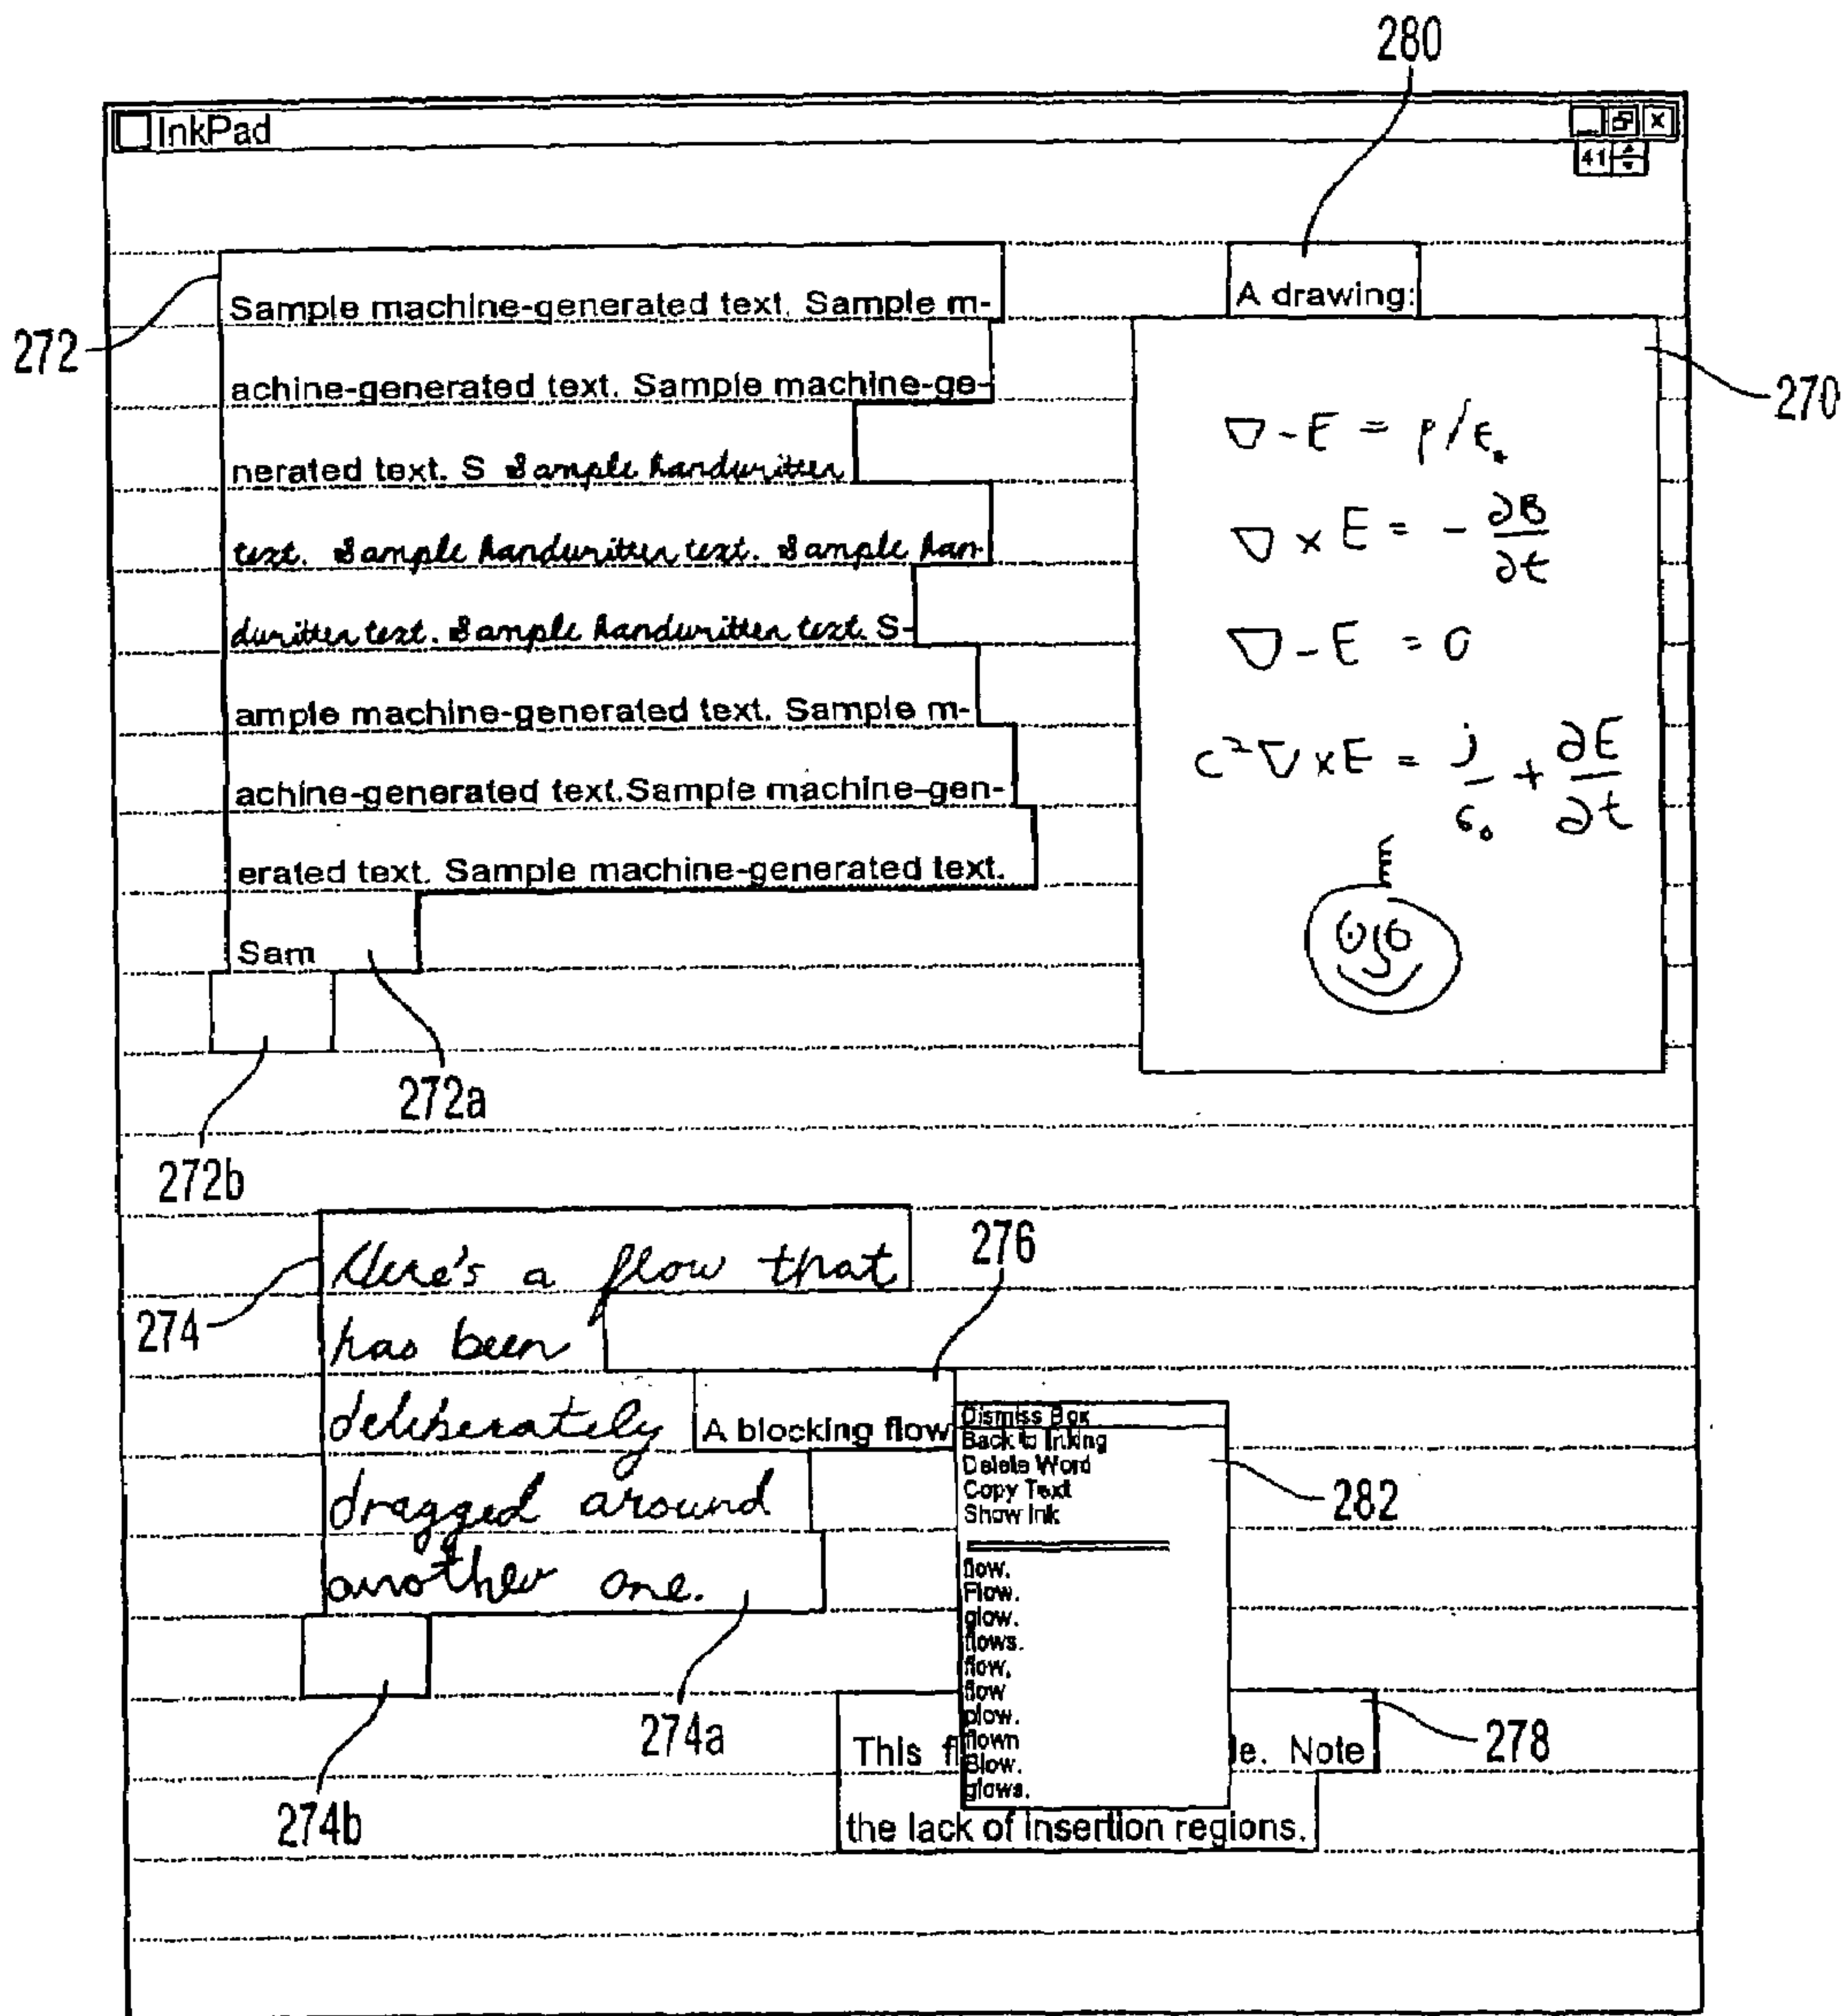 280
InkPad
41
272
Sample machine-generated text. Sample m-
achine-generated text. Sample machine-ge-
nerated text. S Sample handwritten
text. Sample handwritten text. Sample han-
dwritten text. Sample handwritten text. S-
ample machine-generated text. Sample m-
achine-generated text.Sample machine-gen-
erated text. Sample machine-generated text.
Sam
272a
272b
A drawing:
270
∇-E = ρ/ε₀
∇ x E = - ∂B/∂t
∇-E = 0
c²∇xE = j/ε₀ + ∂E/∂t
274
Here's a flow that
has been
deliberately
dragged around
another one.
274a
274b
276
A blocking flow
Dismiss Box
Back to Inking
Delete Word
Copy Text
Show Ink
flow.
Flow.
glow.
flows.
flow,
flow
plow.
flown
Blow.
glows.
282
This fl e. Note
the lack of insertion regions.
278